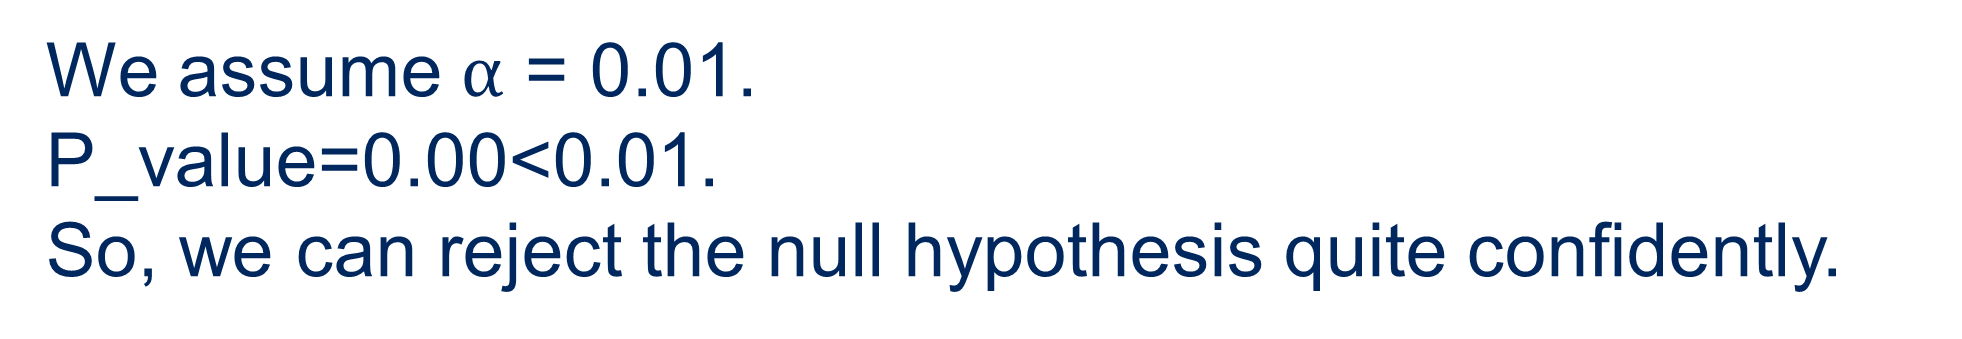 We assume α = 0.01.
P_value=0.00<0.01.
So, we can reject the null hypothesis quite confidently.